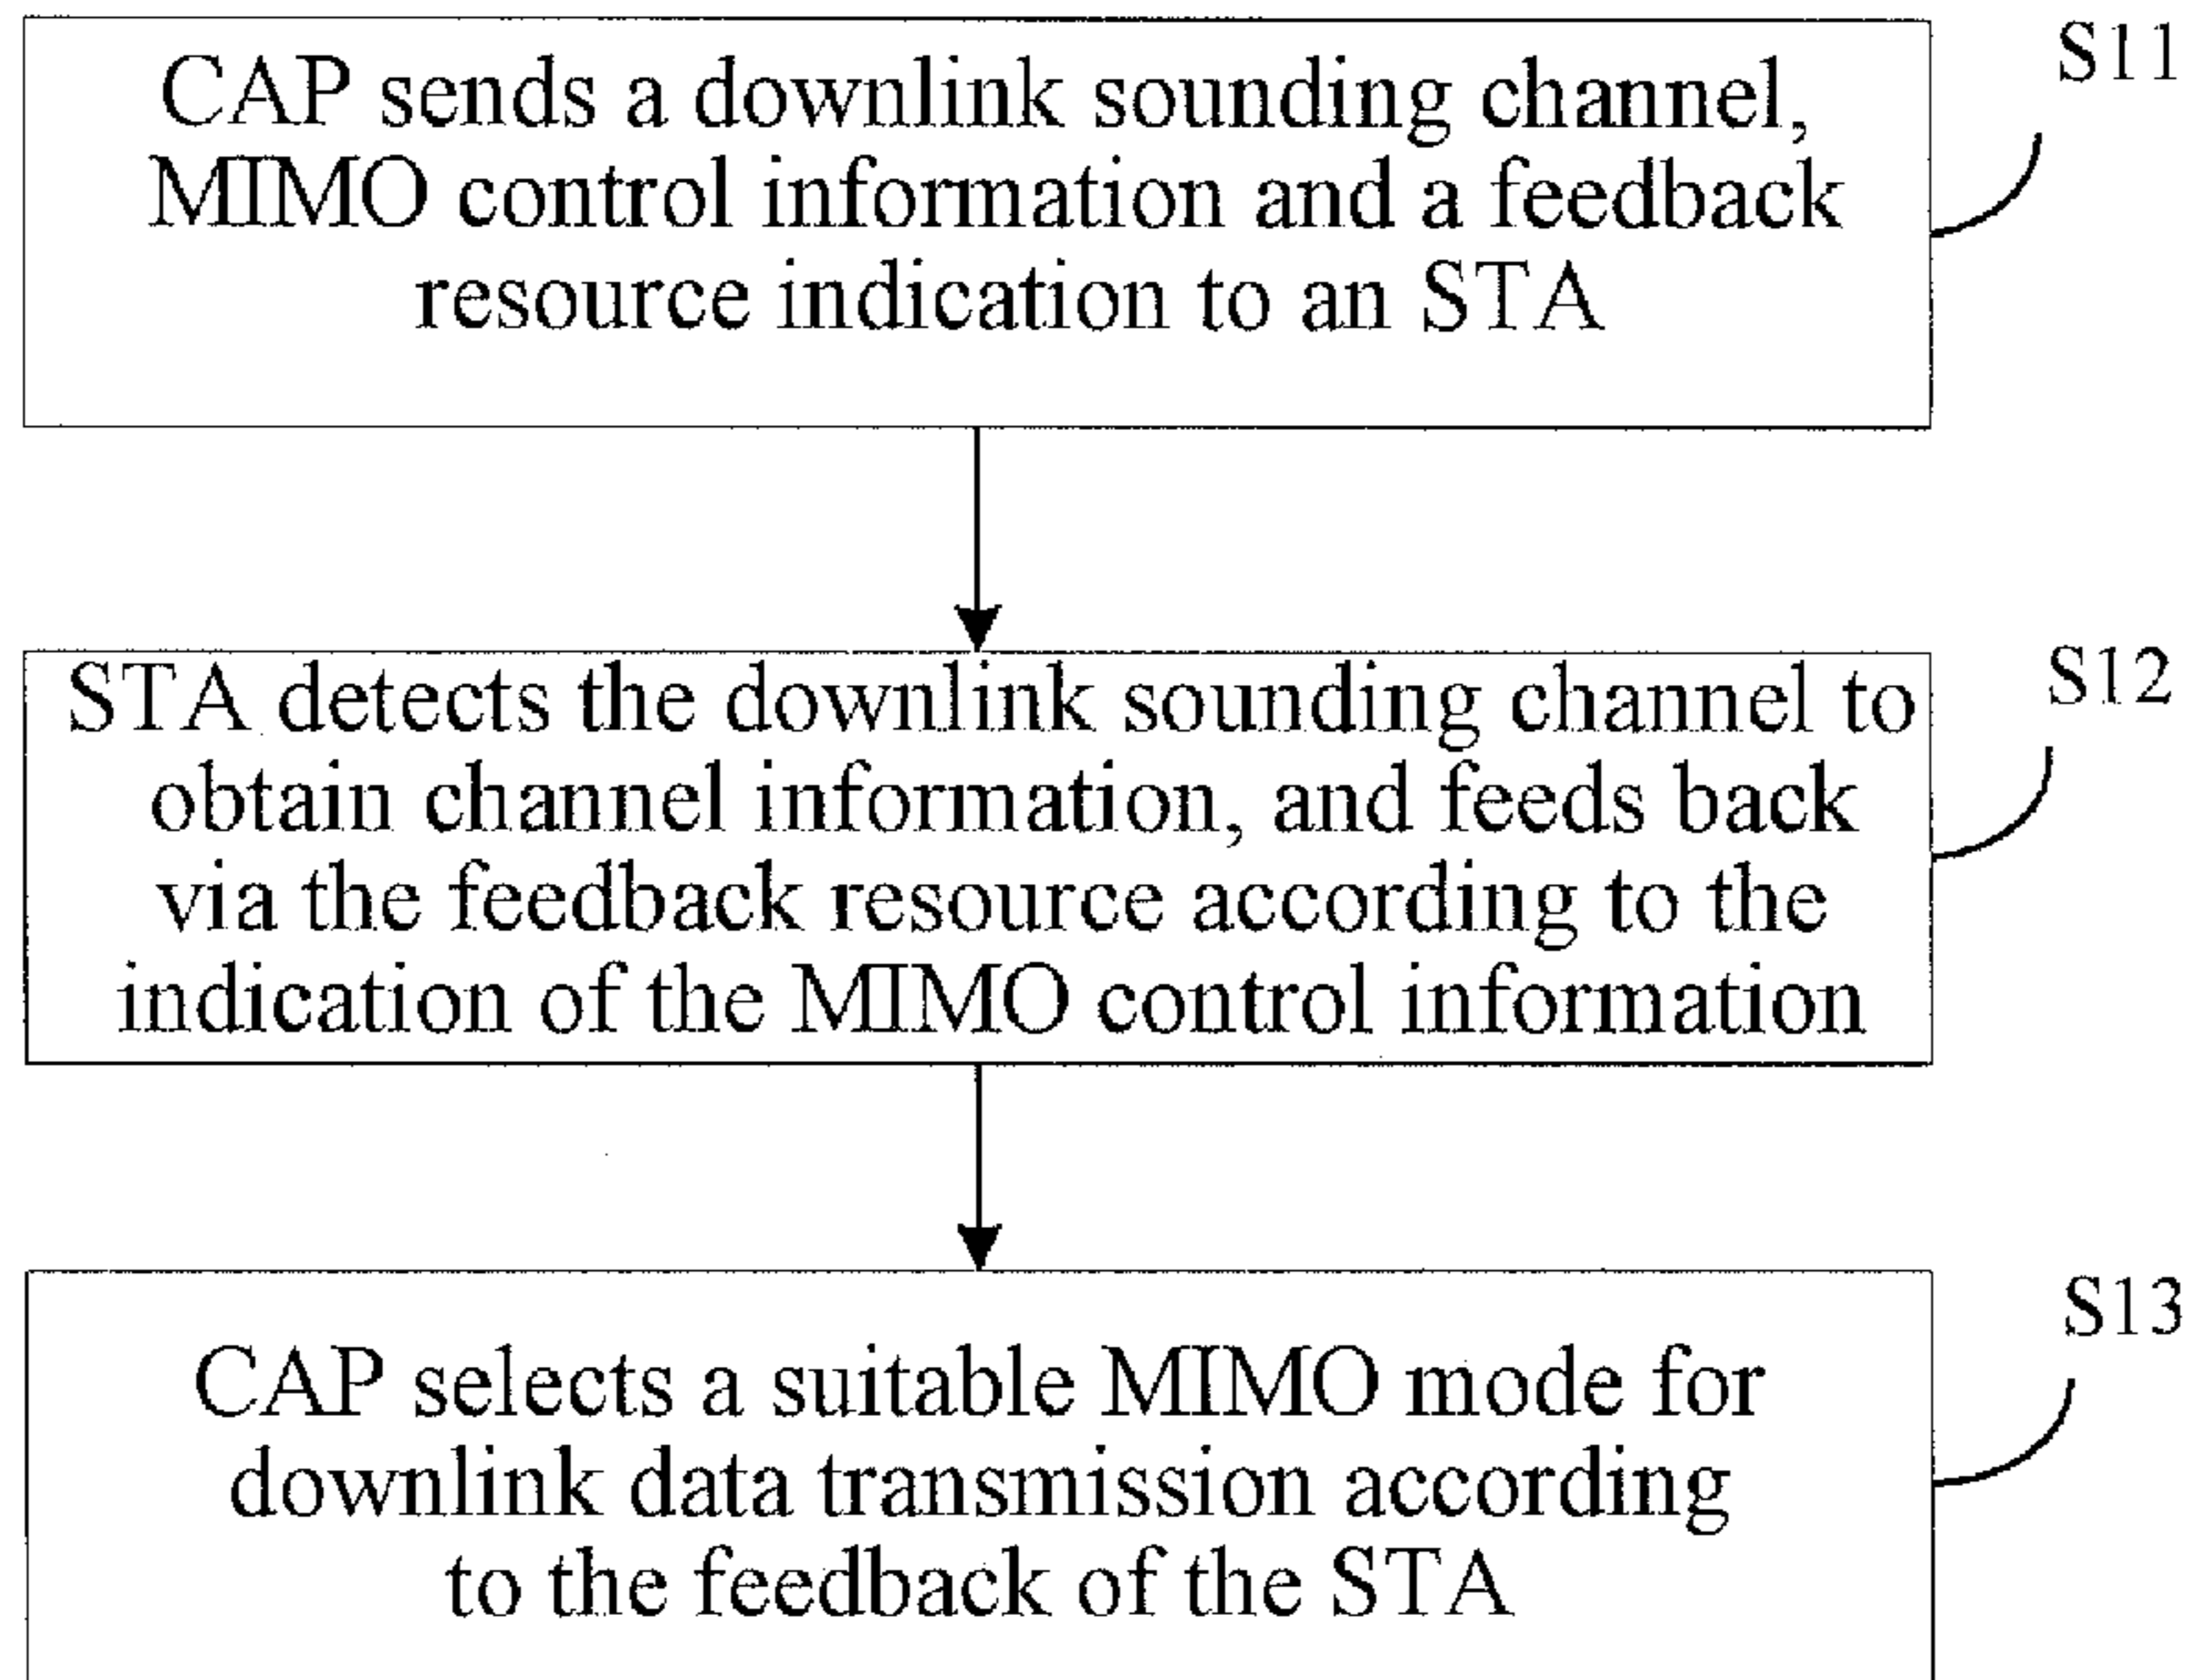 CAP sends a downlink sounding channel,
MIMO control information and a feedback
resource indication to an STA
S11
STA detects the downlink sounding channel to
obtain channel information, and feeds back
via the feedback resource according to the
indication of the MIMO control information
S12
CAP selects a suitable MIMO mode for
downlink data transmission according
to the feedback of the STA
S13